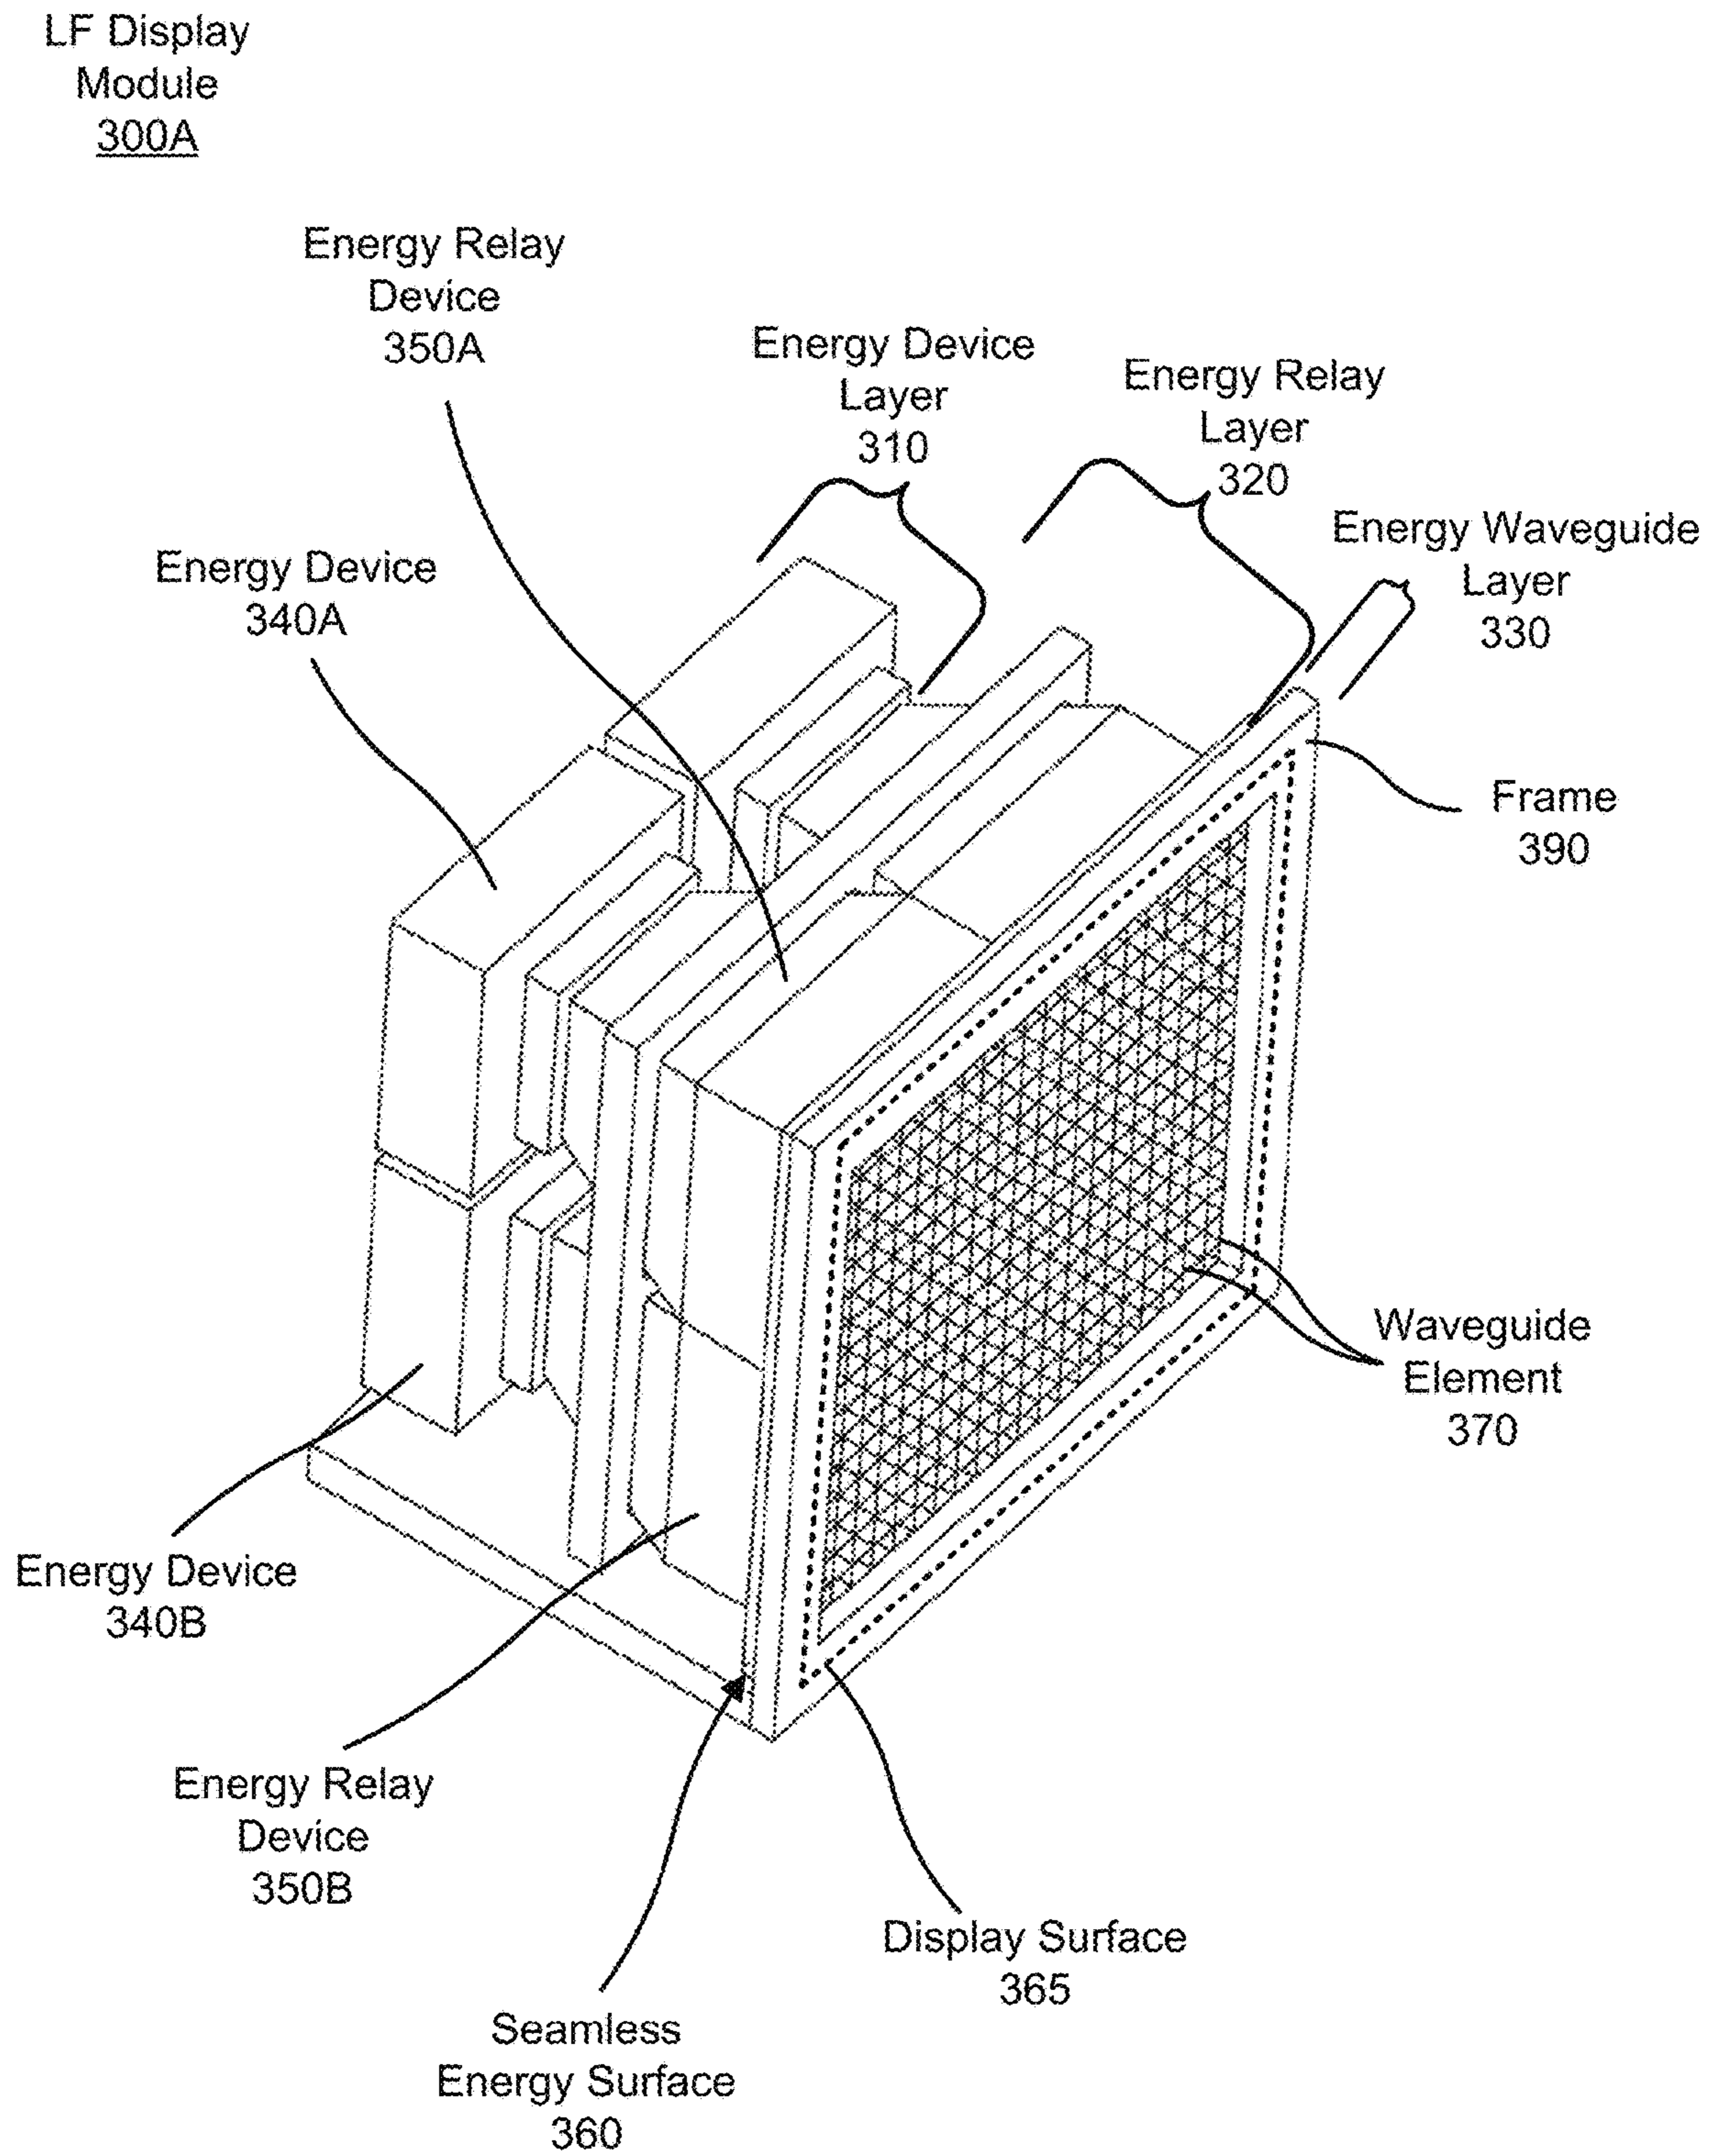 LF Display
Module
300A
Energy Relay
Device
350A
Energy Device
Layer
310
Energy Relay
Layer
320
Energy Waveguide
Layer
330
Energy Device
340A
Frame
390
Waveguide
Element
370
Energy Device
340B
Energy Relay
Device
350B
Display Surface
365
Seamless
Energy Surface
360